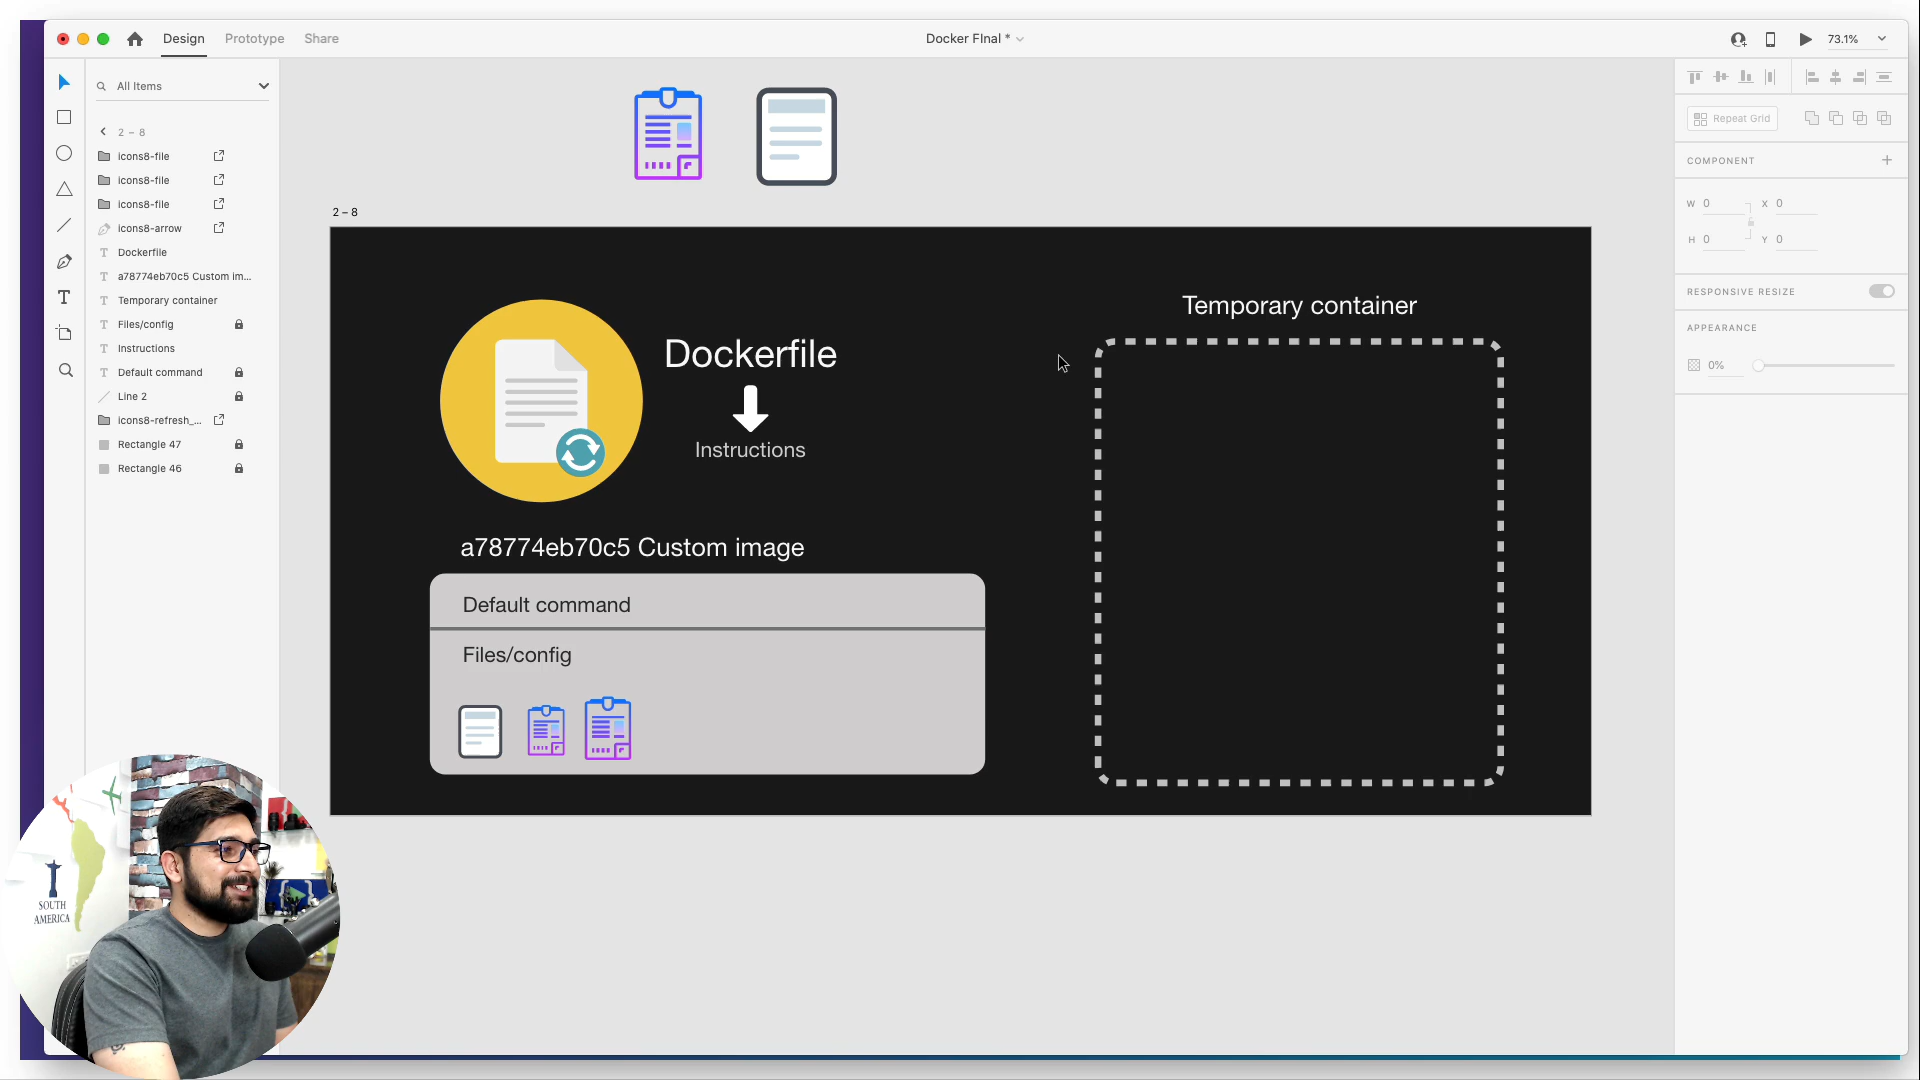 Design Prototype Share
Docker FInal *
73.1%
All Items
2 – 8
icons8-file
icons8-file
icons8-file
icons8-arrow
Dockerfile
a78774eb70c5 Custom im...
Temporary container
Files/config
Instructions
Default command
Line 2
icons8-refresh_...
Rectangle 47
Rectangle 46
2 – 8
Dockerfile
Instructions
a78774eb70c5 Custom image
Default command
Files/config
Temporary container
Repeat Grid
COMPONENT
W 0 X 0
H 0 Y 0
RESPONSIVE RESIZE
APPEARANCE
0%
SOUTH
AMERICA